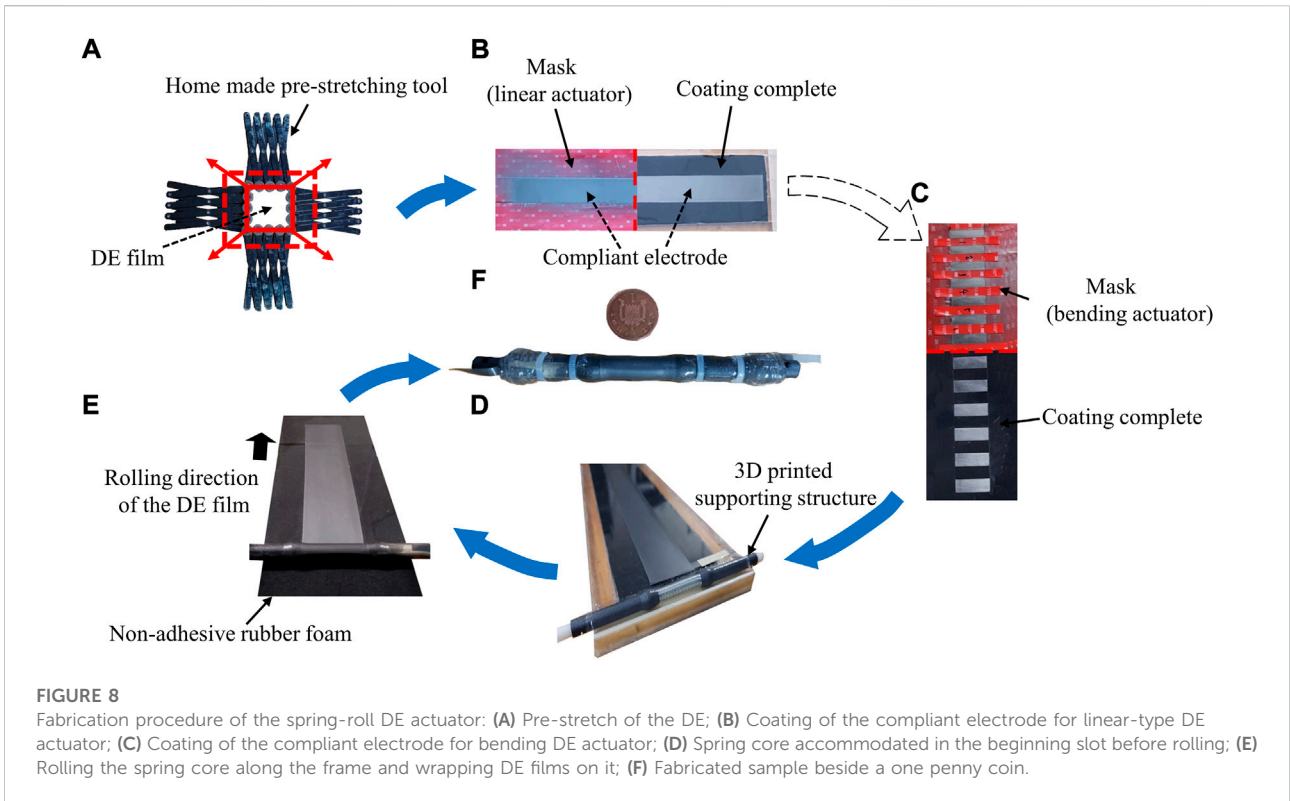 A
Home made pre-stretching tool
DE film
B
Mask
(linear actuator)
Coating complete
Compliant electrode
C
Mask
(bending actuator)
Coating complete
F
E
Rolling direction
of the DE film
Non-adhesive rubber foam
D
3D printed
supporting structure
FIGURE 8
Fabrication procedure of the spring-roll DE actuator: (A) Pre-stretch of the DE; (B) Coating of the compliant electrode for linear-type DE
actuator; (C) Coating of the compliant electrode for bending DE actuator; (D) Spring core accommodated in the beginning slot before rolling; (E)
Rolling the spring core along the frame and wrapping DE films on it; (F) Fabricated sample beside a one penny coin.